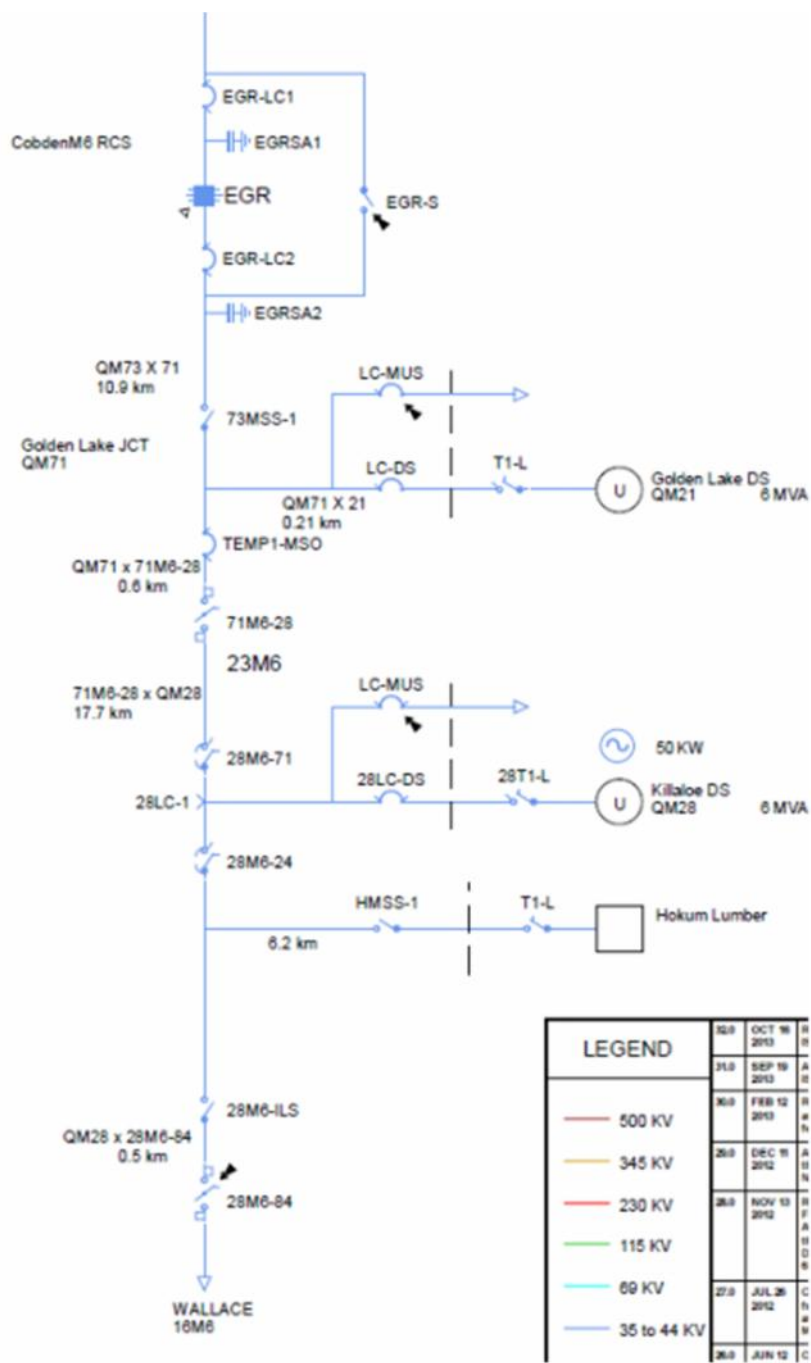 EGR-LC1
CobdenM6 RCS
EGRSA1
EGR
EGR-S
EGR-LC2
EGRSA2
QM73 X 71
10.9 km
LC-MUS
73MSS-1
Golden Lake JCT
QM71
LC-DS
T1-L
U
Golden Lake DS
QM21
6 MVA
QM71 X 21
0.21 km
TEMP1-MSO
QM71 x 71M6-28
0.6 km
71M6-28
23M6
71M6-28 x QM28
17.7 km
LC-MUS
28M6-71
50 KW
28LC-1
28LC-DS
28T1-L
U
Killaloe DS
QM28
6 MVA
28M6-24
HMSS-1
T1-L
Hokum Lumber
6.2 km
28M6-ILS
QM28 x 28M6-84
0.5 km
28M6-84
WALLACE
16M6
LEGEND
500 KV
345 KV
230 KV
115 KV
69 KV
35 to 44 KV
32.0 OCT 16
2013
31.0 SEP 19
2013
30.0 FEB 12
2013
29.0 DEC 11
2012
28.0 NOV 13
2012
27.0 JUL 26
2012
26.0 JUN 12